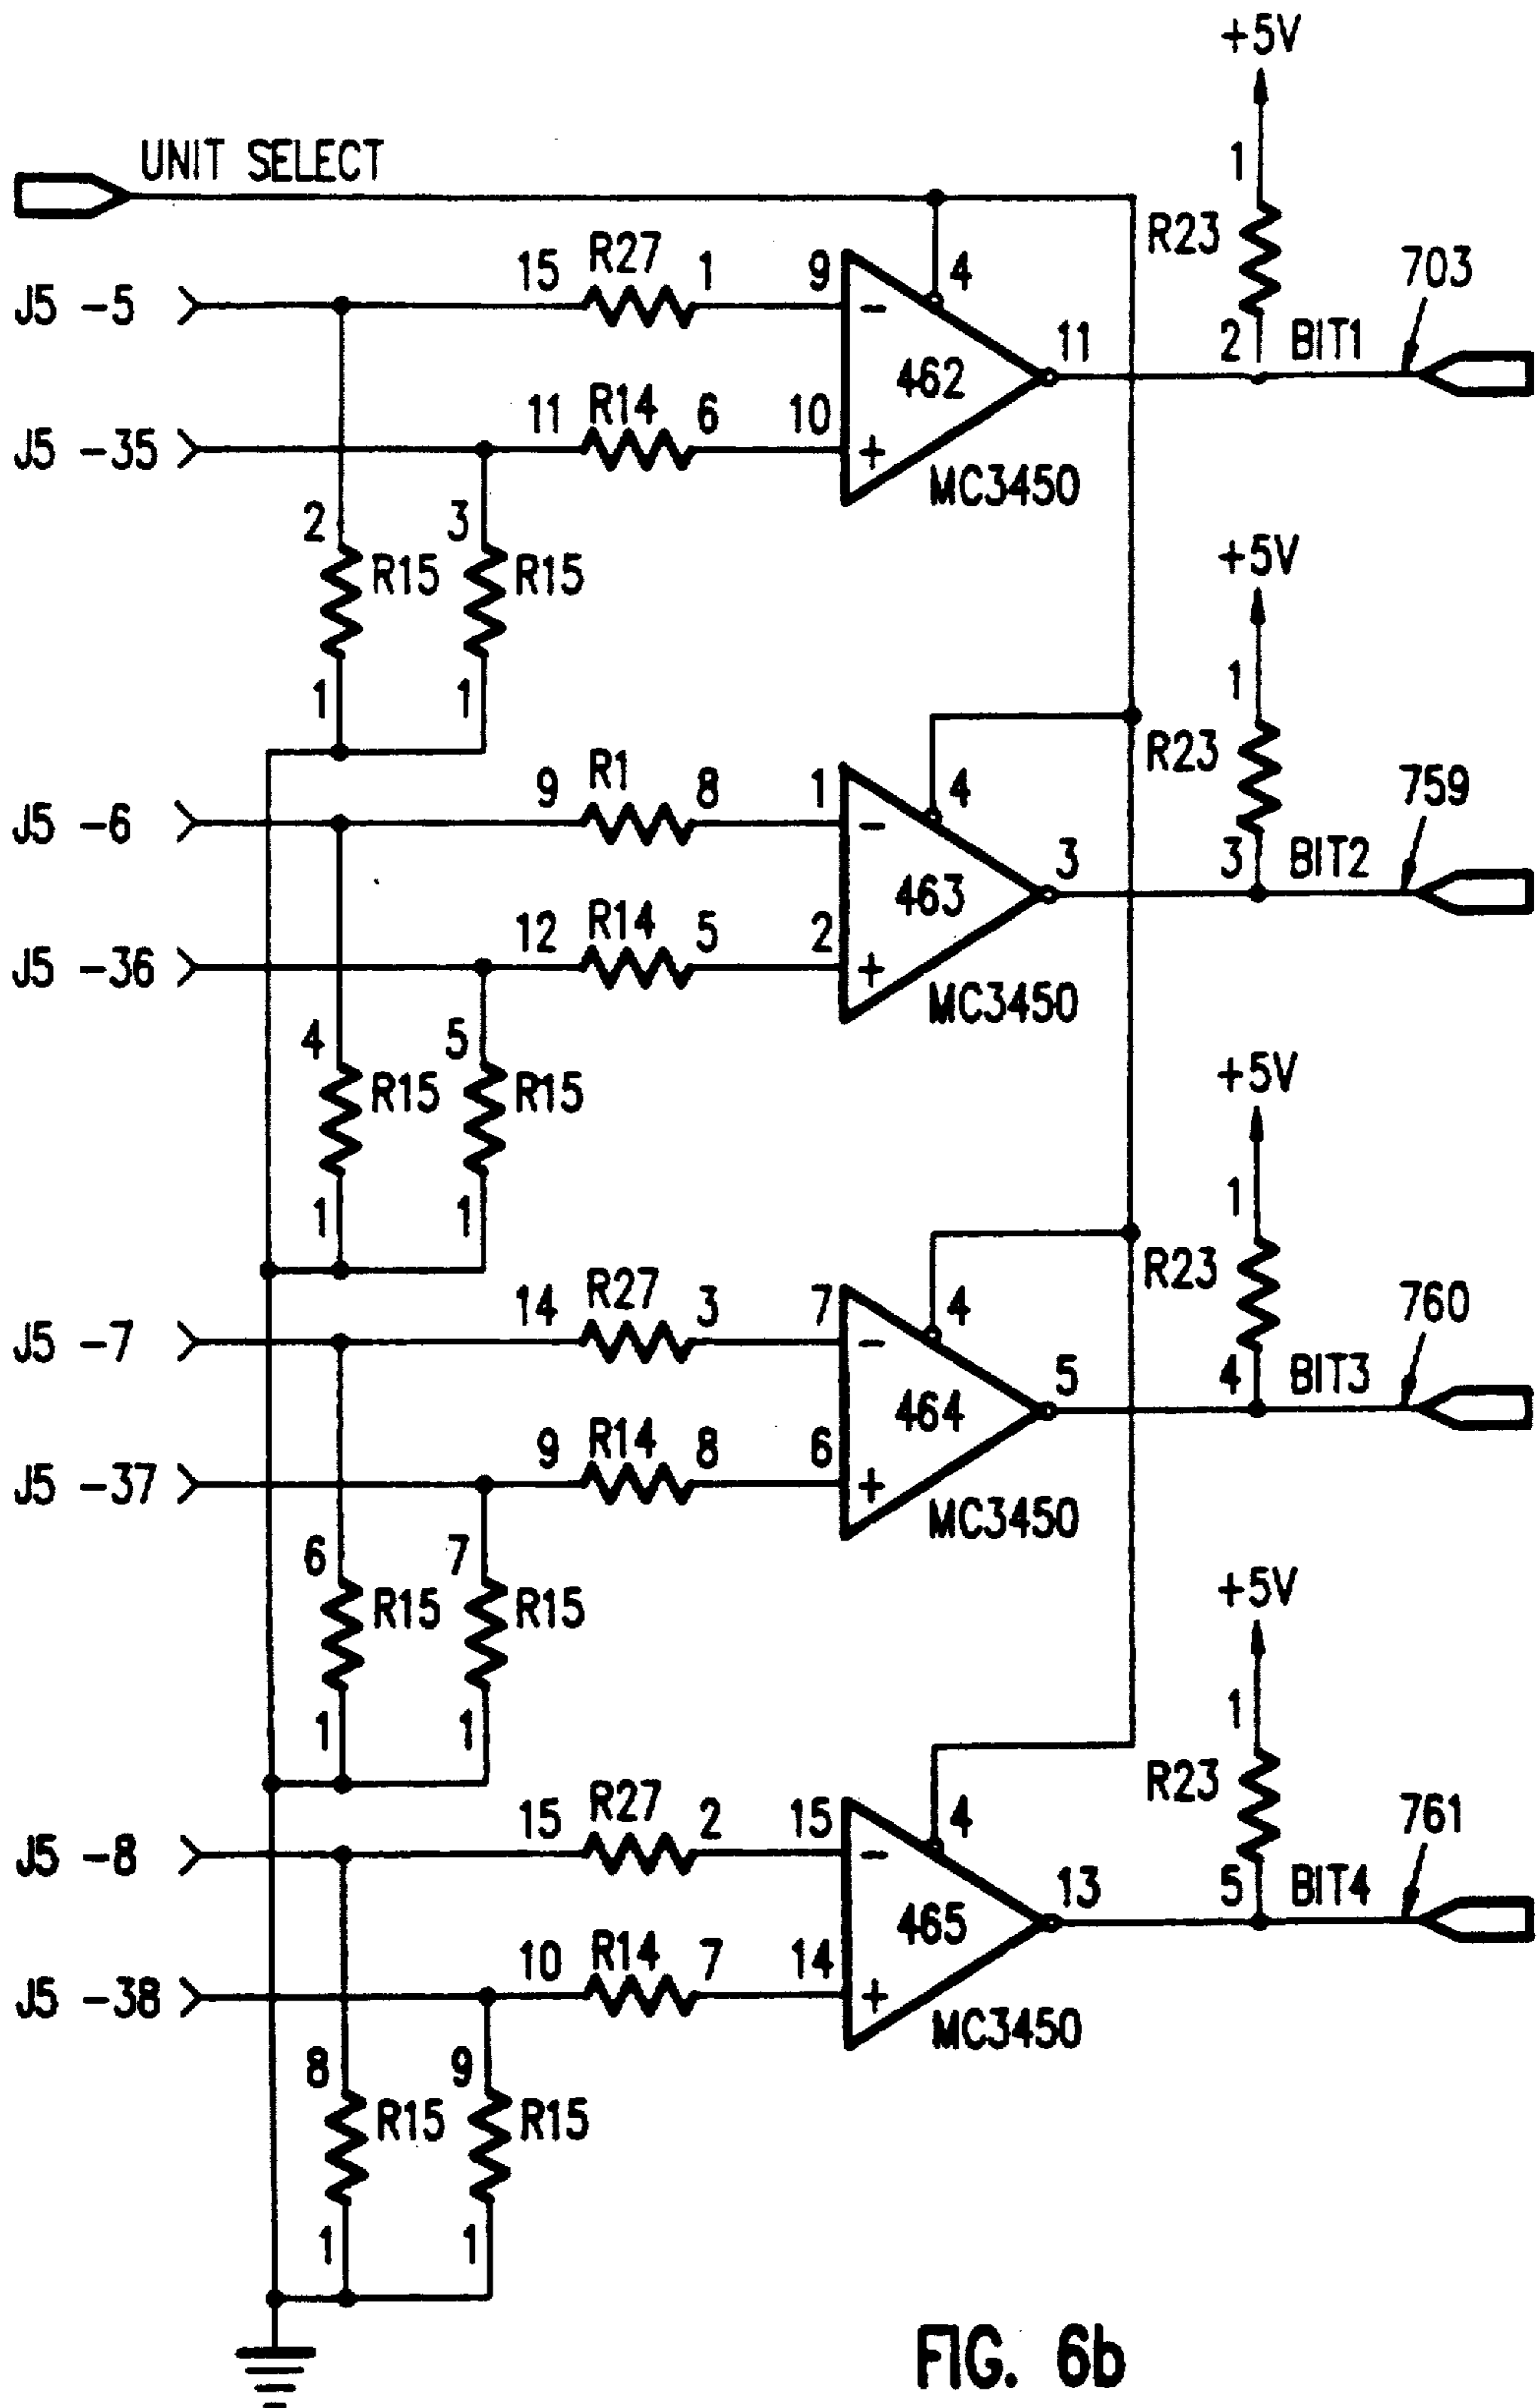 +5V
UNIT SELECT
1
R23
703
J5 -5
15 R27 1 9
-
4
462
11
2 BIT1
J5 -35
11 R14 6 10
+
MC3450
2 R15
3 R15
+5V
1
1
1
R23
759
J5 -6
9 R1 8 1
-
4
463
3
3 BIT2
J5 -36
12 R14 5 2
+
MC3450
4 R15
5 R15
+5V
1
1
1
R23
760
J5 -7
14 R27 3 7
-
4
464
5
4 BIT3
J5 -37
9 R14 8 6
+
MC3450
6 R15
7 R15
+5V
1
1
1
R23
761
J5 -8
15 R27 2 15
-
4
465
13
5 BIT4
J5 -38
10 R14 7 14
+
MC3450
8 R15
9 R15
1
1
FIG. 6b